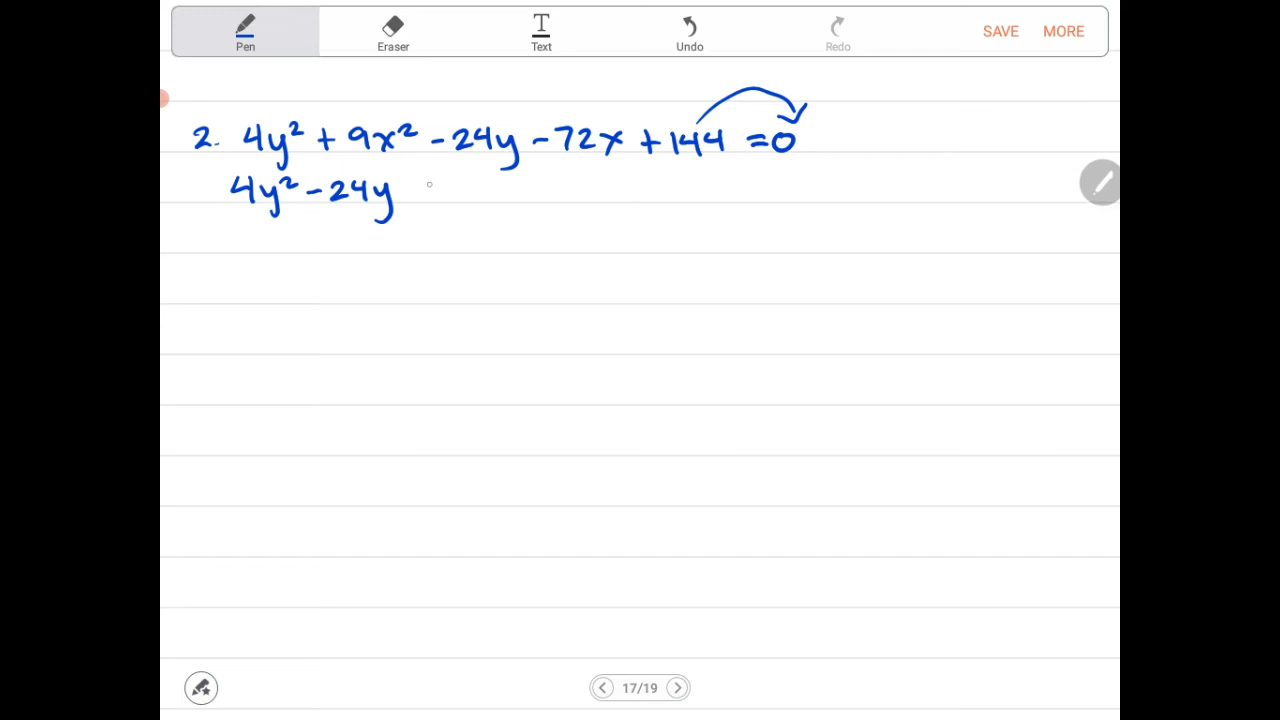 Pen Eraser Text Undo Redo SAVE MORE
2. 4y² + 9x² - 24y - 72x + 144 = 0
4y² - 24y
17/19